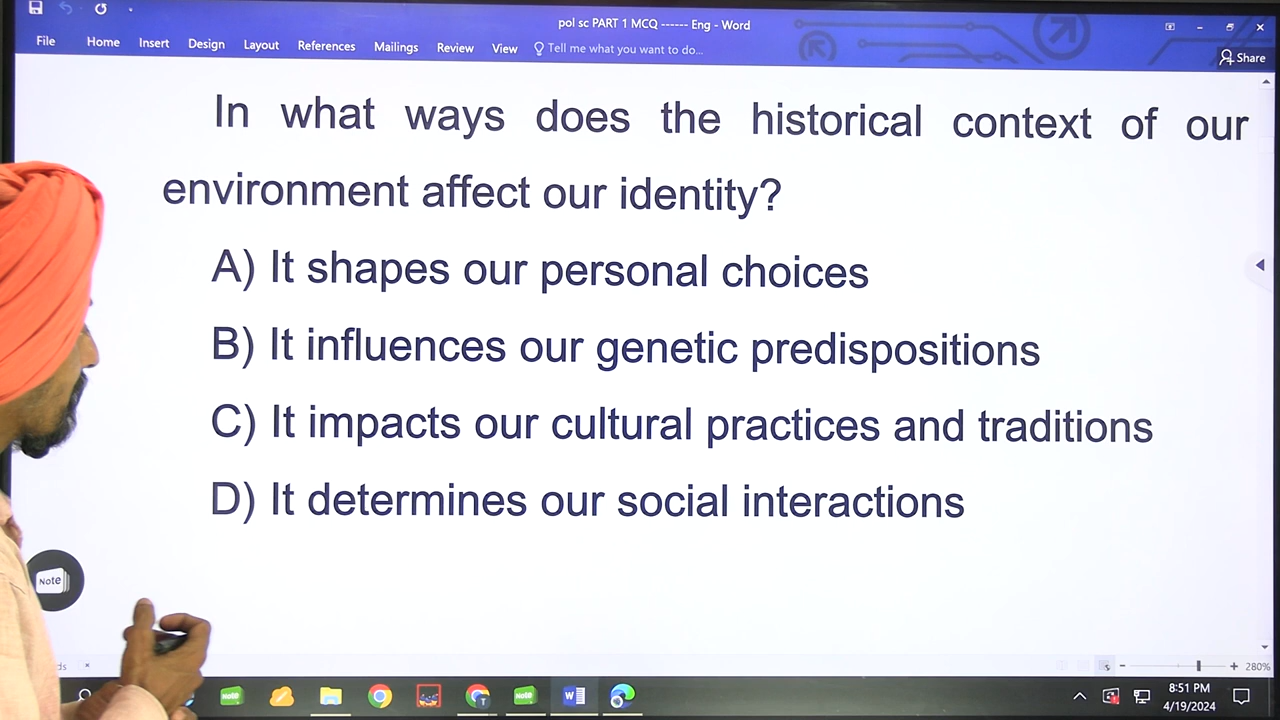 pol sc PART 1 MCQ ------ Eng - Word
File Home Insert Design Layout References Mailings Review View Tell me what you want to do... Share
In what ways does the historical context of our
environment affect our identity?
A) It shapes our personal choices
B) It influences our genetic predispositions
C) It impacts our cultural practices and traditions
D) It determines our social interactions
Note
ds
280%
Note
Note
T
8:51 PM
4/19/2024